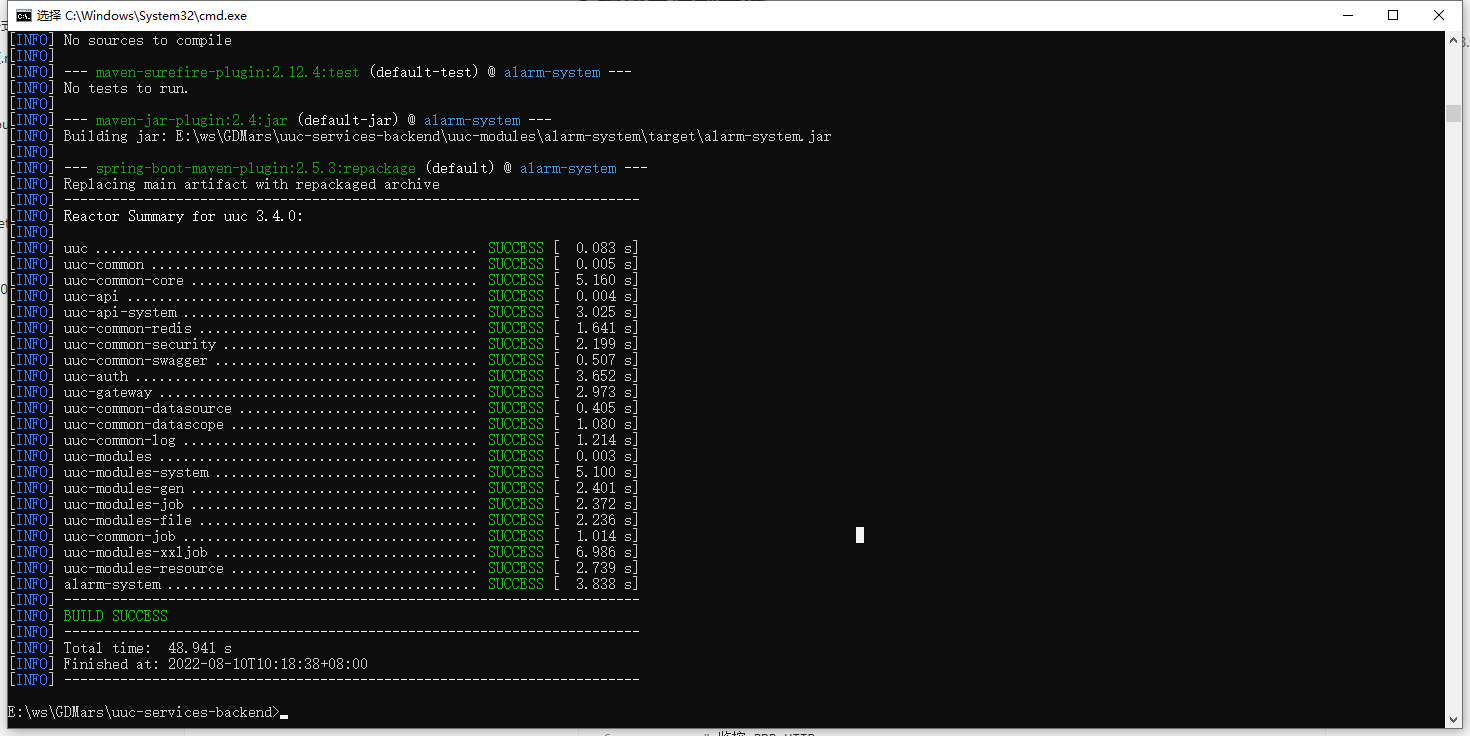 选择 C:\Windows\System32\cmd.exe
[INFO] No sources to compile
[INFO]
[INFO] --- maven-surefire-plugin:2.12.4:test (default-test) @ alarm-system ---
[INFO] No tests to run.
[INFO]
[INFO] --- maven-jar-plugin:2.4:jar (default-jar) @ alarm-system ---
[INFO] Building jar: E:\ws\GDMars\uuc-services-backend\uuc-modules\alarm-system\target\alarm-system.jar
[INFO]
[INFO] --- spring-boot-maven-plugin:2.5.3:repackage (default) @ alarm-system ---
[INFO] Replacing main artifact with repackaged archive
[INFO] ------------------------------------------------------------------------
[INFO] Reactor Summary for uuc 3.4.0:
[INFO]
[INFO] uuc ................................................ SUCCESS [  0.083 s]
[INFO] uuc-common ......................................... SUCCESS [  0.005 s]
[INFO] uuc-common-core .................................... SUCCESS [  5.160 s]
[INFO] uuc-api ............................................ SUCCESS [  0.004 s]
[INFO] uuc-api-system ..................................... SUCCESS [  3.025 s]
[INFO] uuc-common-redis ................................... SUCCESS [  1.641 s]
[INFO] uuc-common-security ................................ SUCCESS [  2.199 s]
[INFO] uuc-common-swagger ................................. SUCCESS [  0.507 s]
[INFO] uuc-auth ........................................... SUCCESS [  3.652 s]
[INFO] uuc-gateway ........................................ SUCCESS [  2.973 s]
[INFO] uuc-common-datasource .............................. SUCCESS [  0.405 s]
[INFO] uuc-common-datascope ............................... SUCCESS [  1.080 s]
[INFO] uuc-common-log ..................................... SUCCESS [  1.214 s]
[INFO] uuc-modules ........................................ SUCCESS [  0.003 s]
[INFO] uuc-modules-system ................................. SUCCESS [  5.100 s]
[INFO] uuc-modules-gen .................................... SUCCESS [  2.401 s]
[INFO] uuc-modules-job .................................... SUCCESS [  2.372 s]
[INFO] uuc-modules-file ................................... SUCCESS [  2.236 s]
[INFO] uuc-common-job ..................................... SUCCESS [  1.014 s]
[INFO] uuc-modules-xxljob ................................. SUCCESS [  6.986 s]
[INFO] uuc-modules-resource ............................... SUCCESS [  2.739 s]
[INFO] alarm-system ....................................... SUCCESS [  3.838 s]
[INFO] ------------------------------------------------------------------------
[INFO] BUILD SUCCESS
[INFO] ------------------------------------------------------------------------
[INFO] Total time:  48.941 s
[INFO] Finished at: 2022-08-10T10:18:38+08:00
[INFO] ------------------------------------------------------------------------
E:\ws\GDMars\uuc-services-backend>